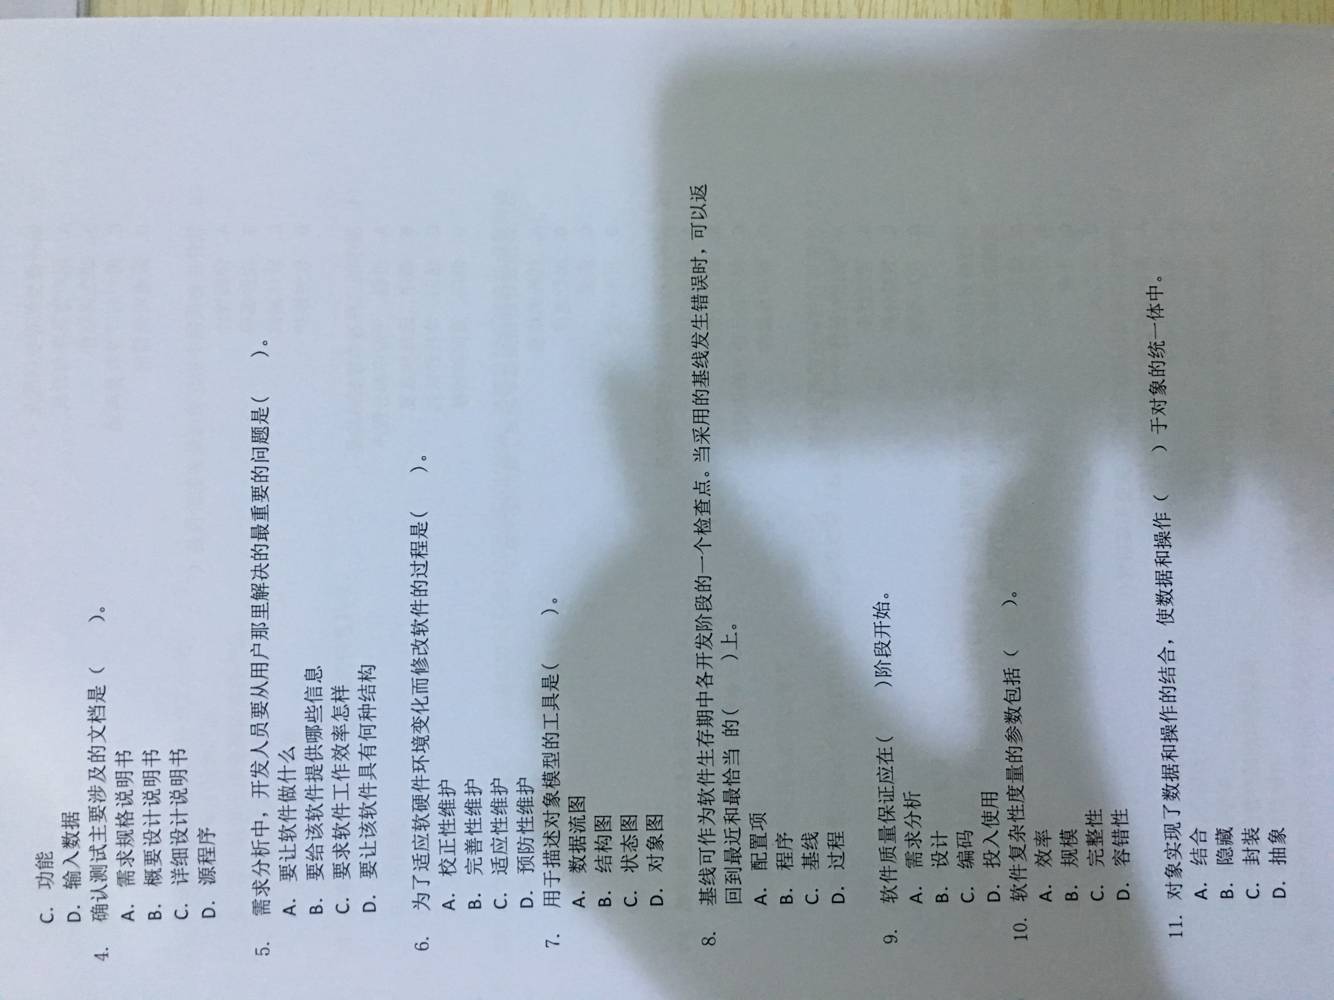 C. 功能
D. 输入数据
4. 确认测试主要涉及的文档是（ ）。
A. 需求规格说明书
B. 概要设计说明书
C. 详细设计说明书
D. 源程序
5. 需求分析中，开发人员要从用户那里解决的最重要的问题是( )。
A. 要让软件做什么
B. 要给该软件提供哪些信息
C. 要求软件工作效率怎样
D. 要让该软件具有何种结构
6. 为了适应软硬件环境变化而修改软件的过程是( )。
A. 校正性维护
B. 完善性维护
C. 适应性维护
D. 预防性维护
7. 用于描述对象模型的工具是( )。
A. 数据流图
B. 结构图
C. 状态图
D. 对象图
8. 基线可作为软件生存期中各开发阶段的一个检查点。当采用的基线发生错误时，可以返
回到最近和最恰当 的( )上。
A. 配置项
B. 程序
C. 基线
D. 过程
9. 软件质量保证应在( )阶段开始。
A. 需求分析
B. 设计
C. 编码
D. 投入使用
10. 软件复杂性度量的参数包括（ ）。
A. 效率
B. 规模
C. 完整性
D. 容错性
11. 对象实现了数据和操作的结合，使数据和操作（ ）于对象的统一体中。
A. 结合
B. 隐藏
C. 封装
D. 抽象